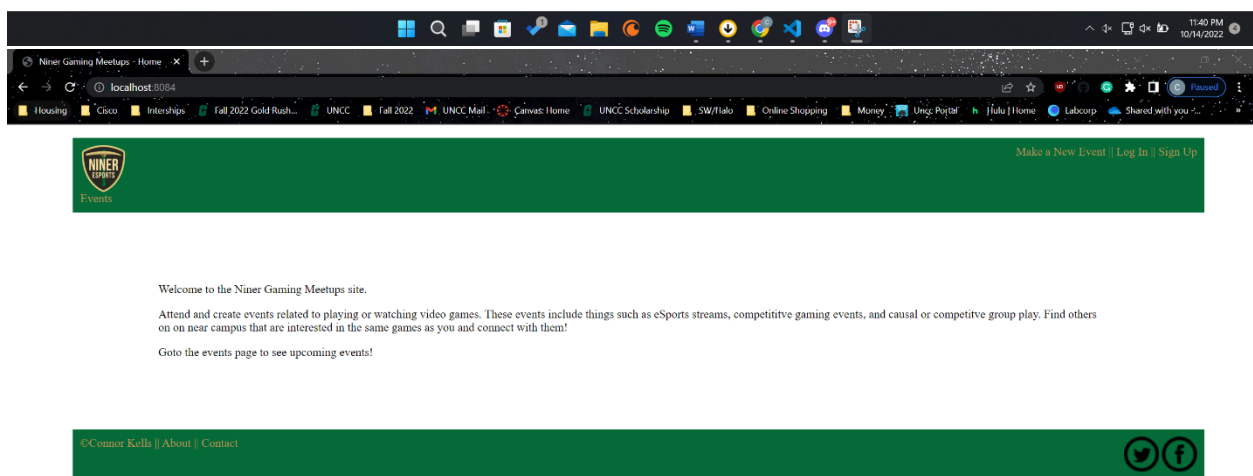 11:40 PM
10/14/2022
Niner Gaming Meetups - Home
localhost:8084
Paused
Housing Cisco Interships Fall 2022 Gold Rush... UNCC Fall 2022 UNCC Mail Canvas: Home UNCC Scholarship SW/Halo Online Shopping Money Uncc Portal Hulu | Home Labcorp Shared with you -...
NINER
ESPORTS
Make a New Event || Log In || Sign Up
Events
Welcome to the Niner Gaming Meetups site.
Attend and create events related to playing or watching video games. These events include things such as eSports streams, competititve gaming events, and causal or competitve group play. Find others
on on near campus that are interested in the same games as you and connect with them!
Goto the events page to see upcoming events!
©Connor Kells || About || Contact